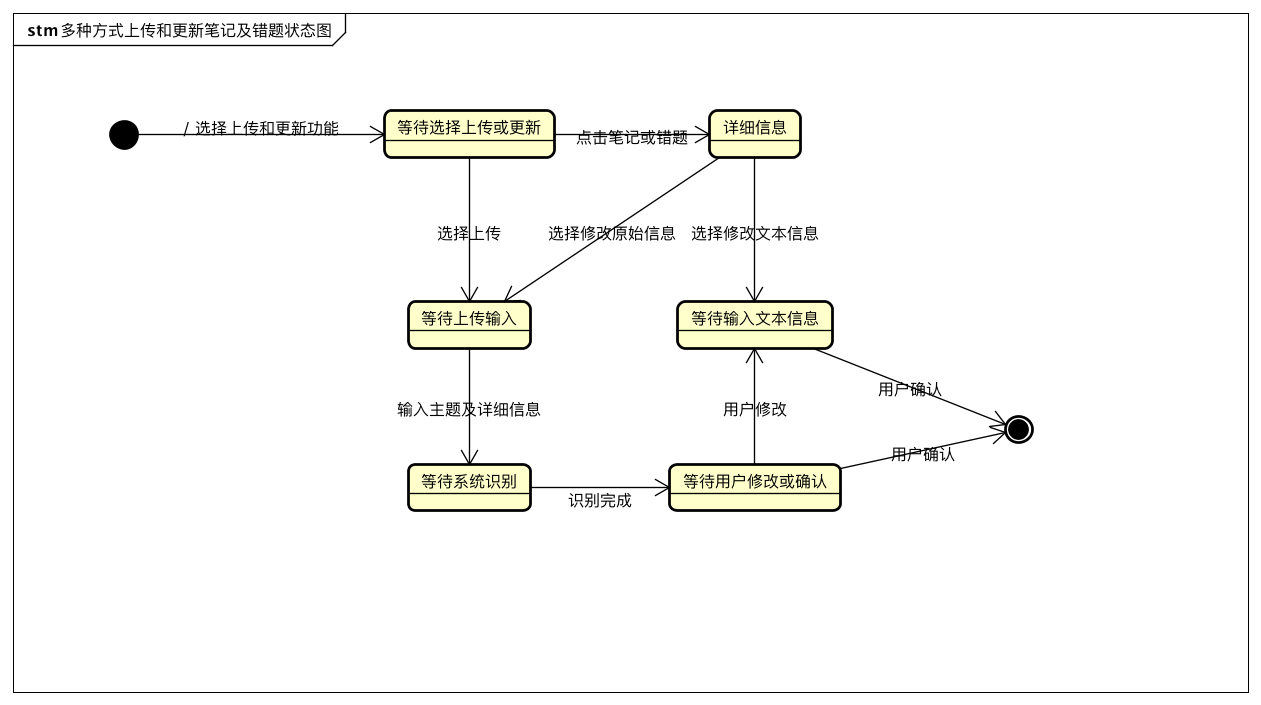 stm 多种方式上传和更新笔记及错题状态图
/ 选择上传和更新功能
等待选择上传或更新
点击笔记或错题
详细信息
选择上传
选择修改原始信息
选择修改文本信息
等待上传输入
等待输入文本信息
用户确认
输入主题及详细信息
用户修改
用户确认
等待系统识别
识别完成
等待用户修改或确认